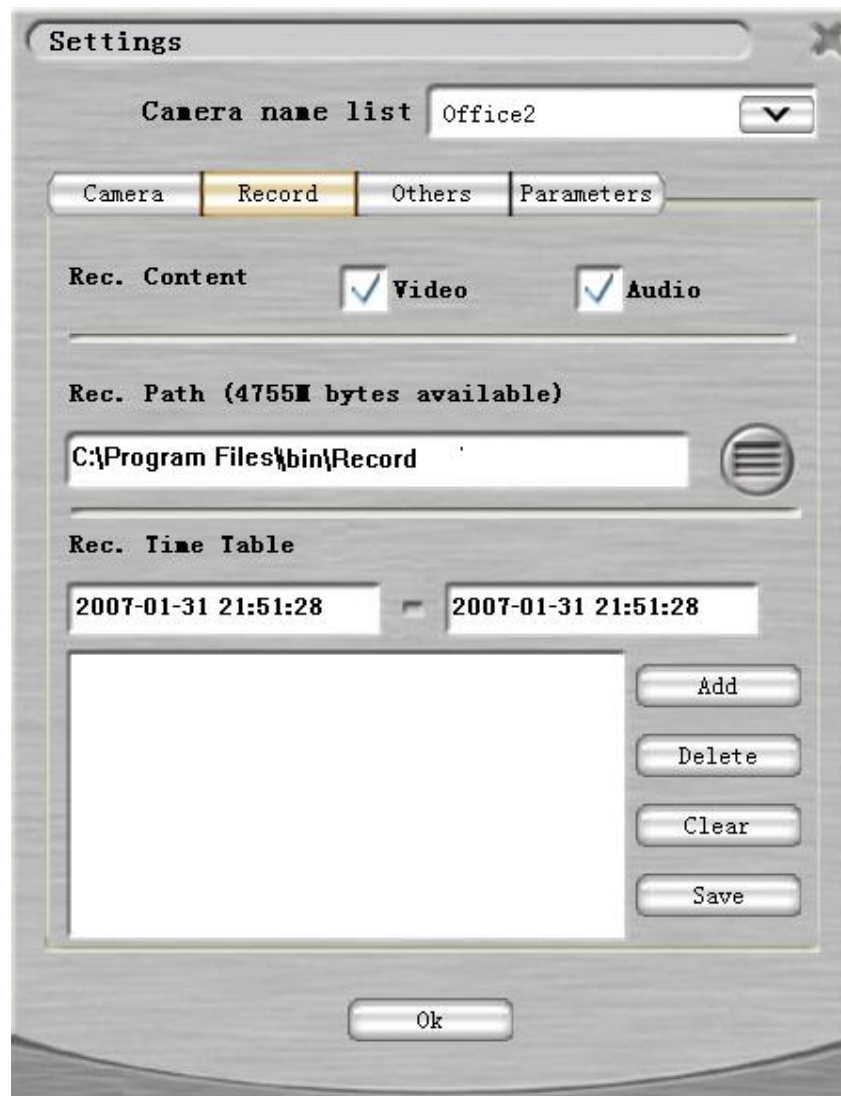 Settings
Camera name list Office2
Camera Record Others Parameters
Rec. Content Video Audio
Rec. Path (4755M bytes available)
C:\Program Files\\bin\Record
Rec. Time Table
2007-01-31 21:51:28 - 2007-01-31 21:51:28
Add
Delete
Clear
Save
Ok